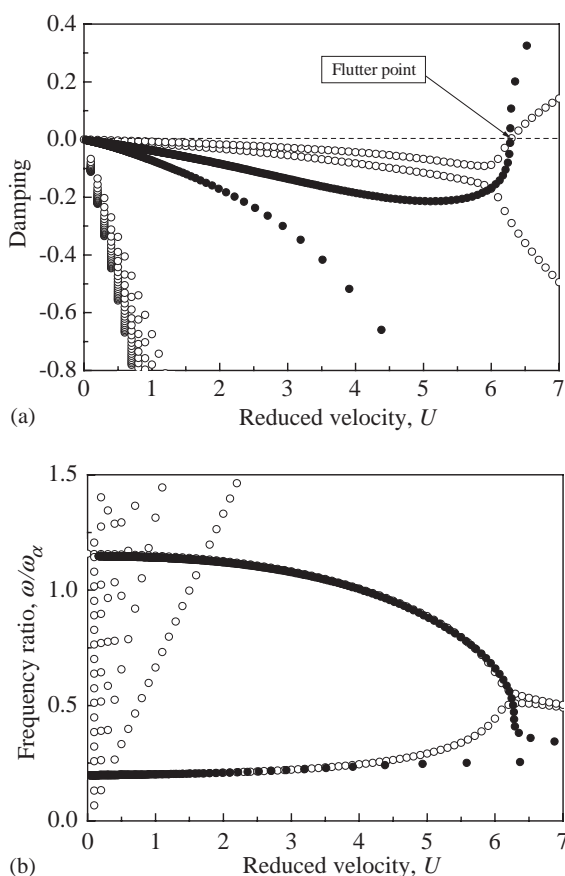 0.4
0.2
0.0
-0.2
-0.4
-0.6
-0.8
Damping
Flutter point
0 1 2 3 4 5 6 7
Reduced velocity, U
(a)
1.5
1.0
0.5
0.0
Frequency ratio, ω/ωα
0 1 2 3 4 5 6 7
Reduced velocity, U
(b)